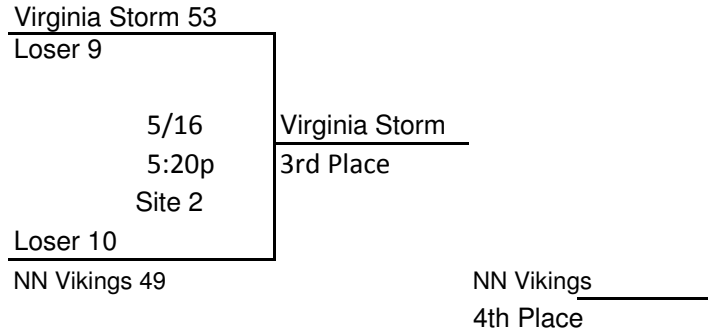 Virginia Storm 53
Loser 9
5/16
Virginia Storm
5:20p
3rd Place
Site 2
Loser 10
NN Vikings 49
NN Vikings
4th Place